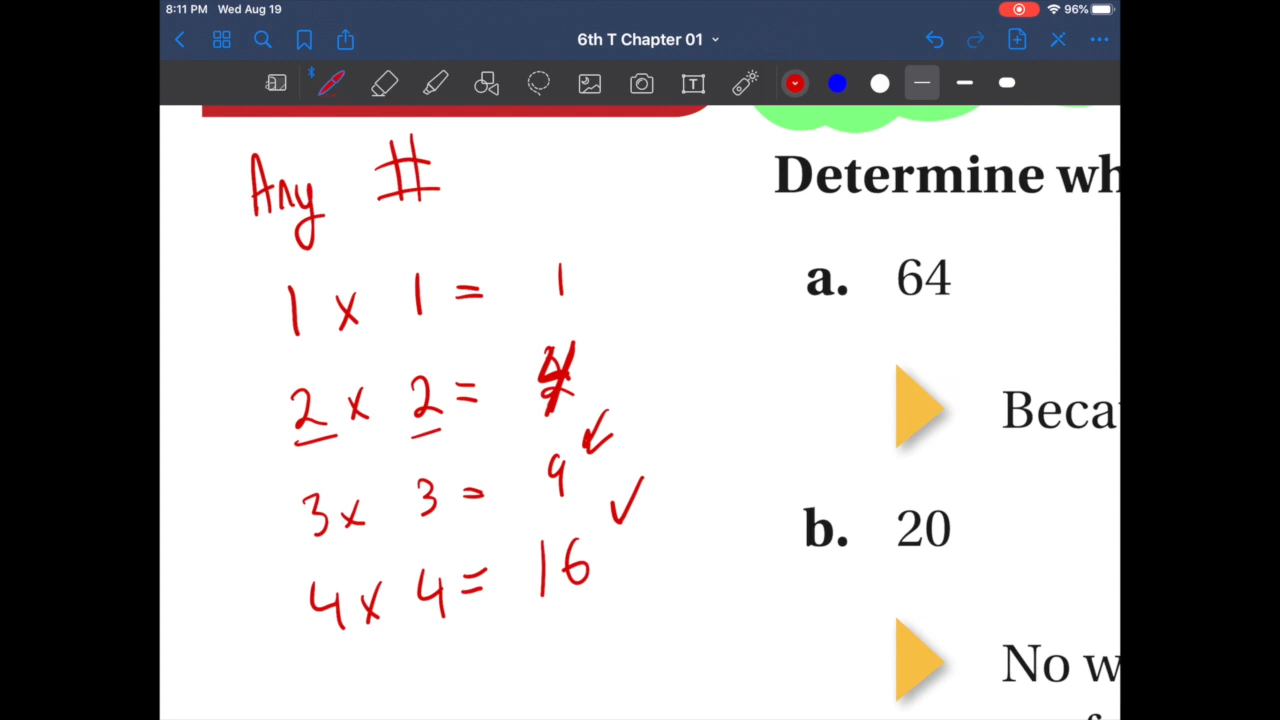 8:11 PM Wed Aug 19
96%
6th T Chapter 01
T
Any #
Determine wh
1 x 1 = 1
a. 64
2 x 2 =
Beca
3 x 3 = 9
b. 20
4 x 4 = 16
No w